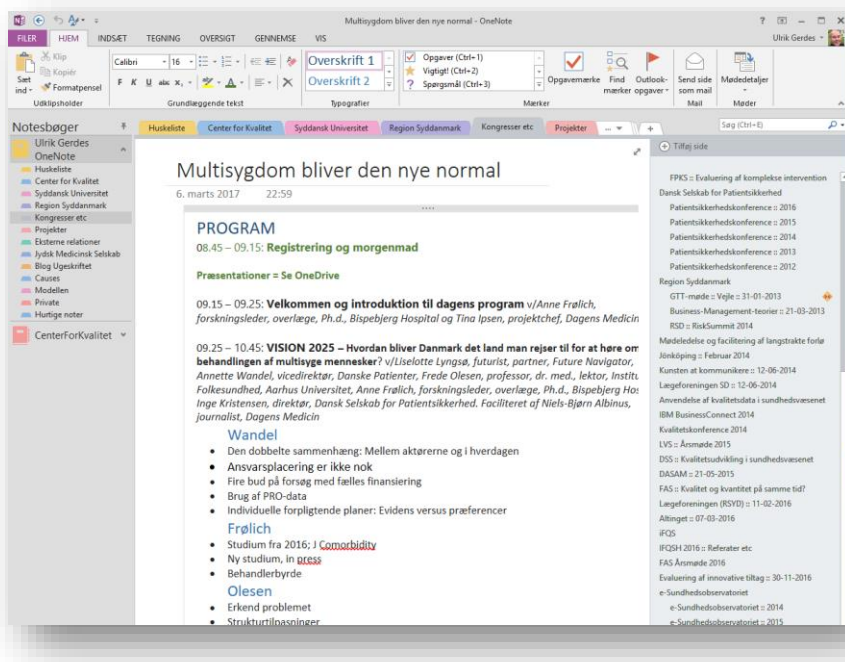 Multisygdom bliver den nye normal - OneNote
FILER HJEM INDSÆT TEGNING OVERSIGT GENNEMSE VIS
Ulrik Gerdes
Sæt ind
Klip
Kopiér
Formatpensel
Udklipsholder
Calibri 16
F K U abc x,
Grundlæggende tekst
Overskrift 1
Overskrift 2
Typografier
Opgaver (Ctrl+1)
Vigtigt! (Ctrl+2)
Spørgsmål (Ctrl+3)
Opgavemærke
Find mærker
Outlook-opgaver
Mærker
Send side som mail
Mail
Mødedetaljer
Møder
Notesbøger
Huskeliste Center for Kvalitet Syddansk Universitet Region Syddanmark Kongresser etc Projekter ... +
Søg (Ctrl+E)
Ulrik Gerdes
OneNote
Huskeliste
Center for Kvalitet
Syddansk Universitet
Region Syddanmark
Kongresser etc
Projekter
Eksterne relationer
Jydsk Medicinsk Selskab
Blog Ugeskriftet
Causes
Modellen
Private
Hurtige noter
CenterForKvalitet
Multisygdom bliver den nye normal
6. marts 2017 22:59
PROGRAM
08.45 – 09.15: Registrering og morgenmad
Præsentationer = Se OneDrive
09.15 – 09.25: Velkommen og introduktion til dagens program v/Anne Frølich,
forskningsleder, overlæge, Ph.d., Bispebjerg Hospital og Tina Ipsen, projektchef, Dagens Medicin
09.25 – 10.45: VISION 2025 – Hvordan bliver Danmark det land man rejser til for at høre om
behandlingen af multisyge mennesker? v/Liselotte Lyngsø, futurist, partner, Future Navigator,
Annette Wandel, vicedirektør, Danske Patienter, Frede Olesen, professor, dr. med., lektor, Institu
Folkesundhed, Aarhus Universitet, Anne Frølich, forskningsleder, overlæge, Ph.d., Bispebjerg Hos
Inge Kristensen, direktør, Dansk Selskab for Patientsikkerhed. Faciliteret af Niels-Bjørn Albinus,
journalist, Dagens Medicin
Wandel
Den dobbelte sammenhæng: Mellem aktørerne og i hverdagen
Ansvarsplacering er ikke nok
Fire bud på forsøg med fælles finansiering
Brug af PRO-data
Individuelle forpligtende planer: Evidens versus præferencer
Frølich
Studium fra 2016; J Comorbidity
Ny studium, in press
Behandlerbyrde
Olesen
Erkend problemet
Strukturtilpasninger
Tilføj side
FPKS :: Evaluering af komplekse intervention
Dansk Selskab for Patientsikkerhed
Patientsikkerhedskonference :: 2016
Patientsikkerhedskonference :: 2015
Patientsikkerhedskonference :: 2014
Patientsikkerhedskonference :: 2013
Patientsikkerhedskonference :: 2012
Region Syddanmark
GTT-møde :: Vejle :: 31-01-2013
Business-Management-teorier :: 21-03-2013
RSD :: RiskSummit 2014
Mødeledelse og facilitering af langstrakte forlø
Jönköping :: Februar 2014
Kunsten at kommunikere :: 12-06-2014
Lægeforeningen SD :: 12-06-2014
Anvendelse af kvalitetsdata i sundhedsvæsenet
IBM BusinessConnect 2014
Kvalitetskonference 2014
LVS :: Årsmøde 2015
DSS :: Kvalitetsudvikling i sundhedsvæsenet
DASAM :: 21-05-2015
FAS :: Kvalitet og kvantitet på samme tid?
Lægeforeningen (RSYD) :: 11-02-2016
Altinget :: 07-03-2016
iFQS
IFQSH 2016 :: Referater etc
FAS Årsmøde 2016
Evaluering af innovative tiltag :: 30-11-2016
e-Sundhedsobservatoriet
e-Sundhedsobservatoriet :: 2014
e-Sundhedsobservatoriet :: 2015